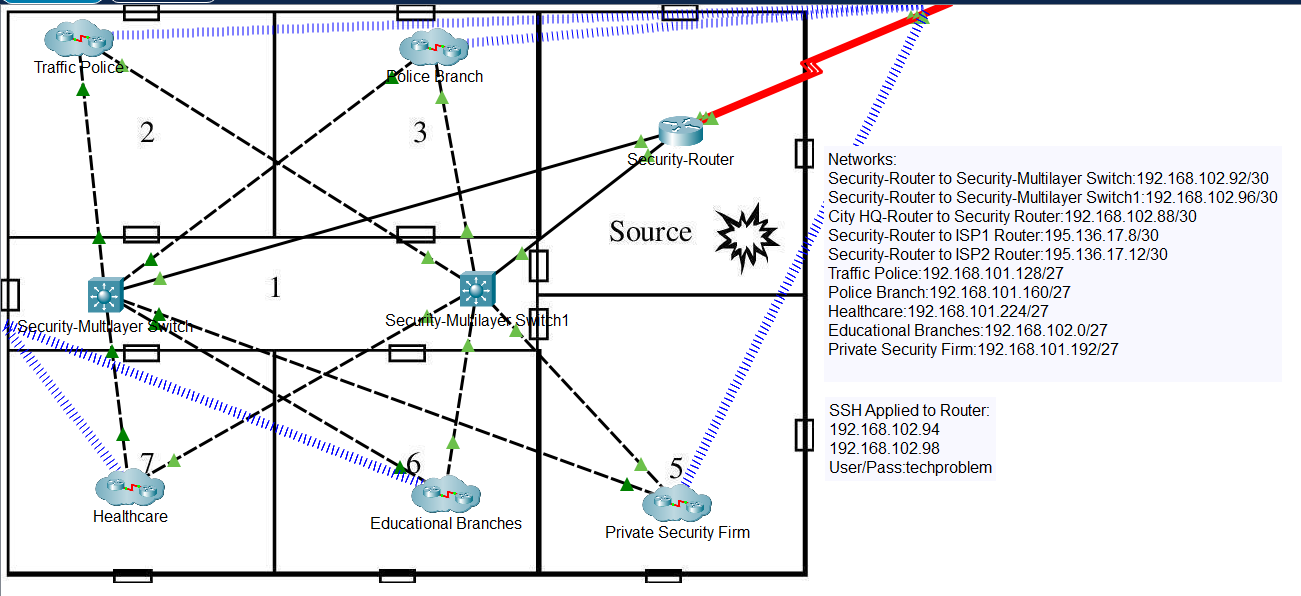 Traffic Police
Police Branch
2
3
Security-Router
Source
1
Security-Multilayer Switch
Security-Multilayer Switch1
7
6
5
Healthcare
Educational Branches
Private Security Firm
Networks:
Security-Router to Security-Multilayer Switch:192.168.102.92/30
Security-Router to Security-Multilayer Switch1:192.168.102.96/30
City HQ-Router to Security Router:192.168.102.88/30
Security-Router to ISP1 Router:195.136.17.8/30
Security-Router to ISP2 Router:195.136.17.12/30
Traffic Police:192.168.101.128/27
Police Branch:192.168.101.160/27
Healthcare:192.168.101.224/27
Educational Branches:192.168.102.0/27
Private Security Firm:192.168.101.192/27
SSH Applied to Router:
192.168.102.94
192.168.102.98
User/Pass:techproblem